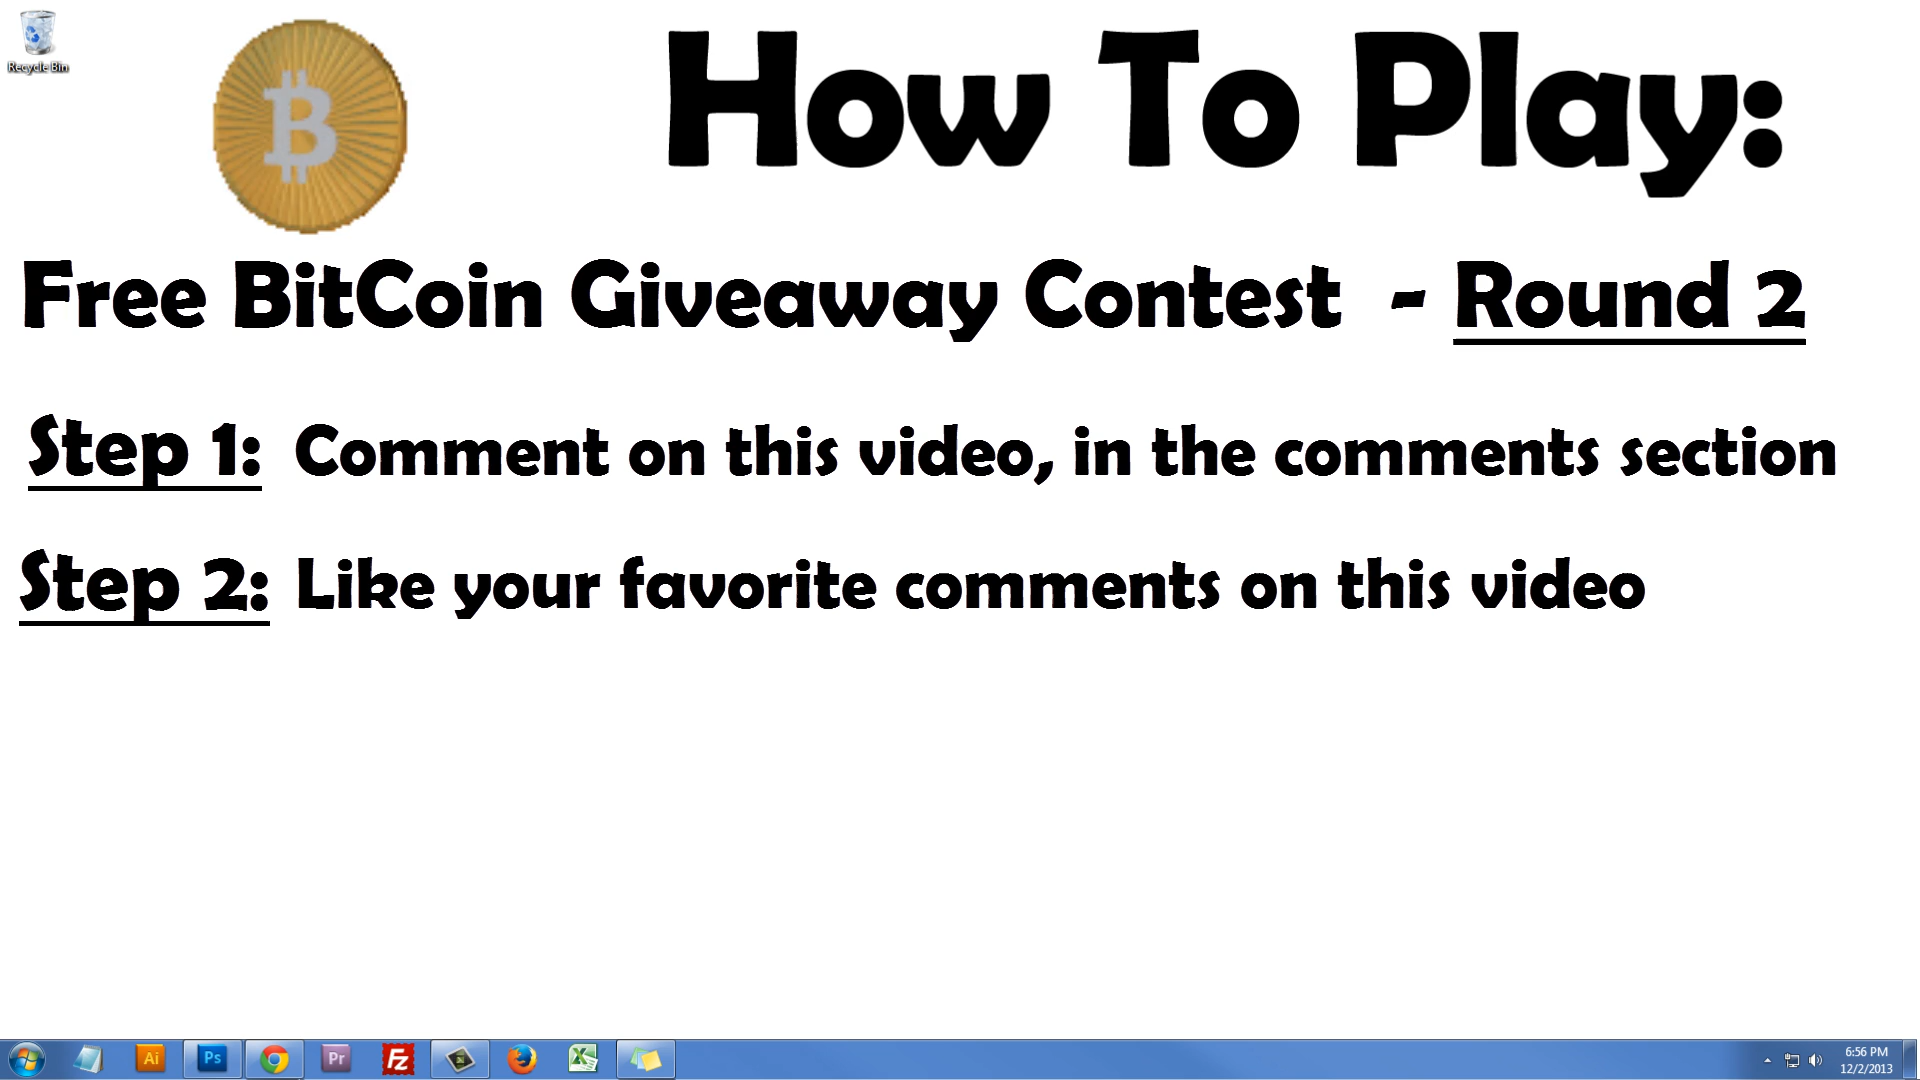 Recycle Bin
How To Play:
Free BitCoin Giveaway Contest - Round 2
Step 1: Comment on this video, in the comments section
Step 2: Like your favorite comments on this video
Ai Ps Pr Fz
6:56 PM
12/2/2013